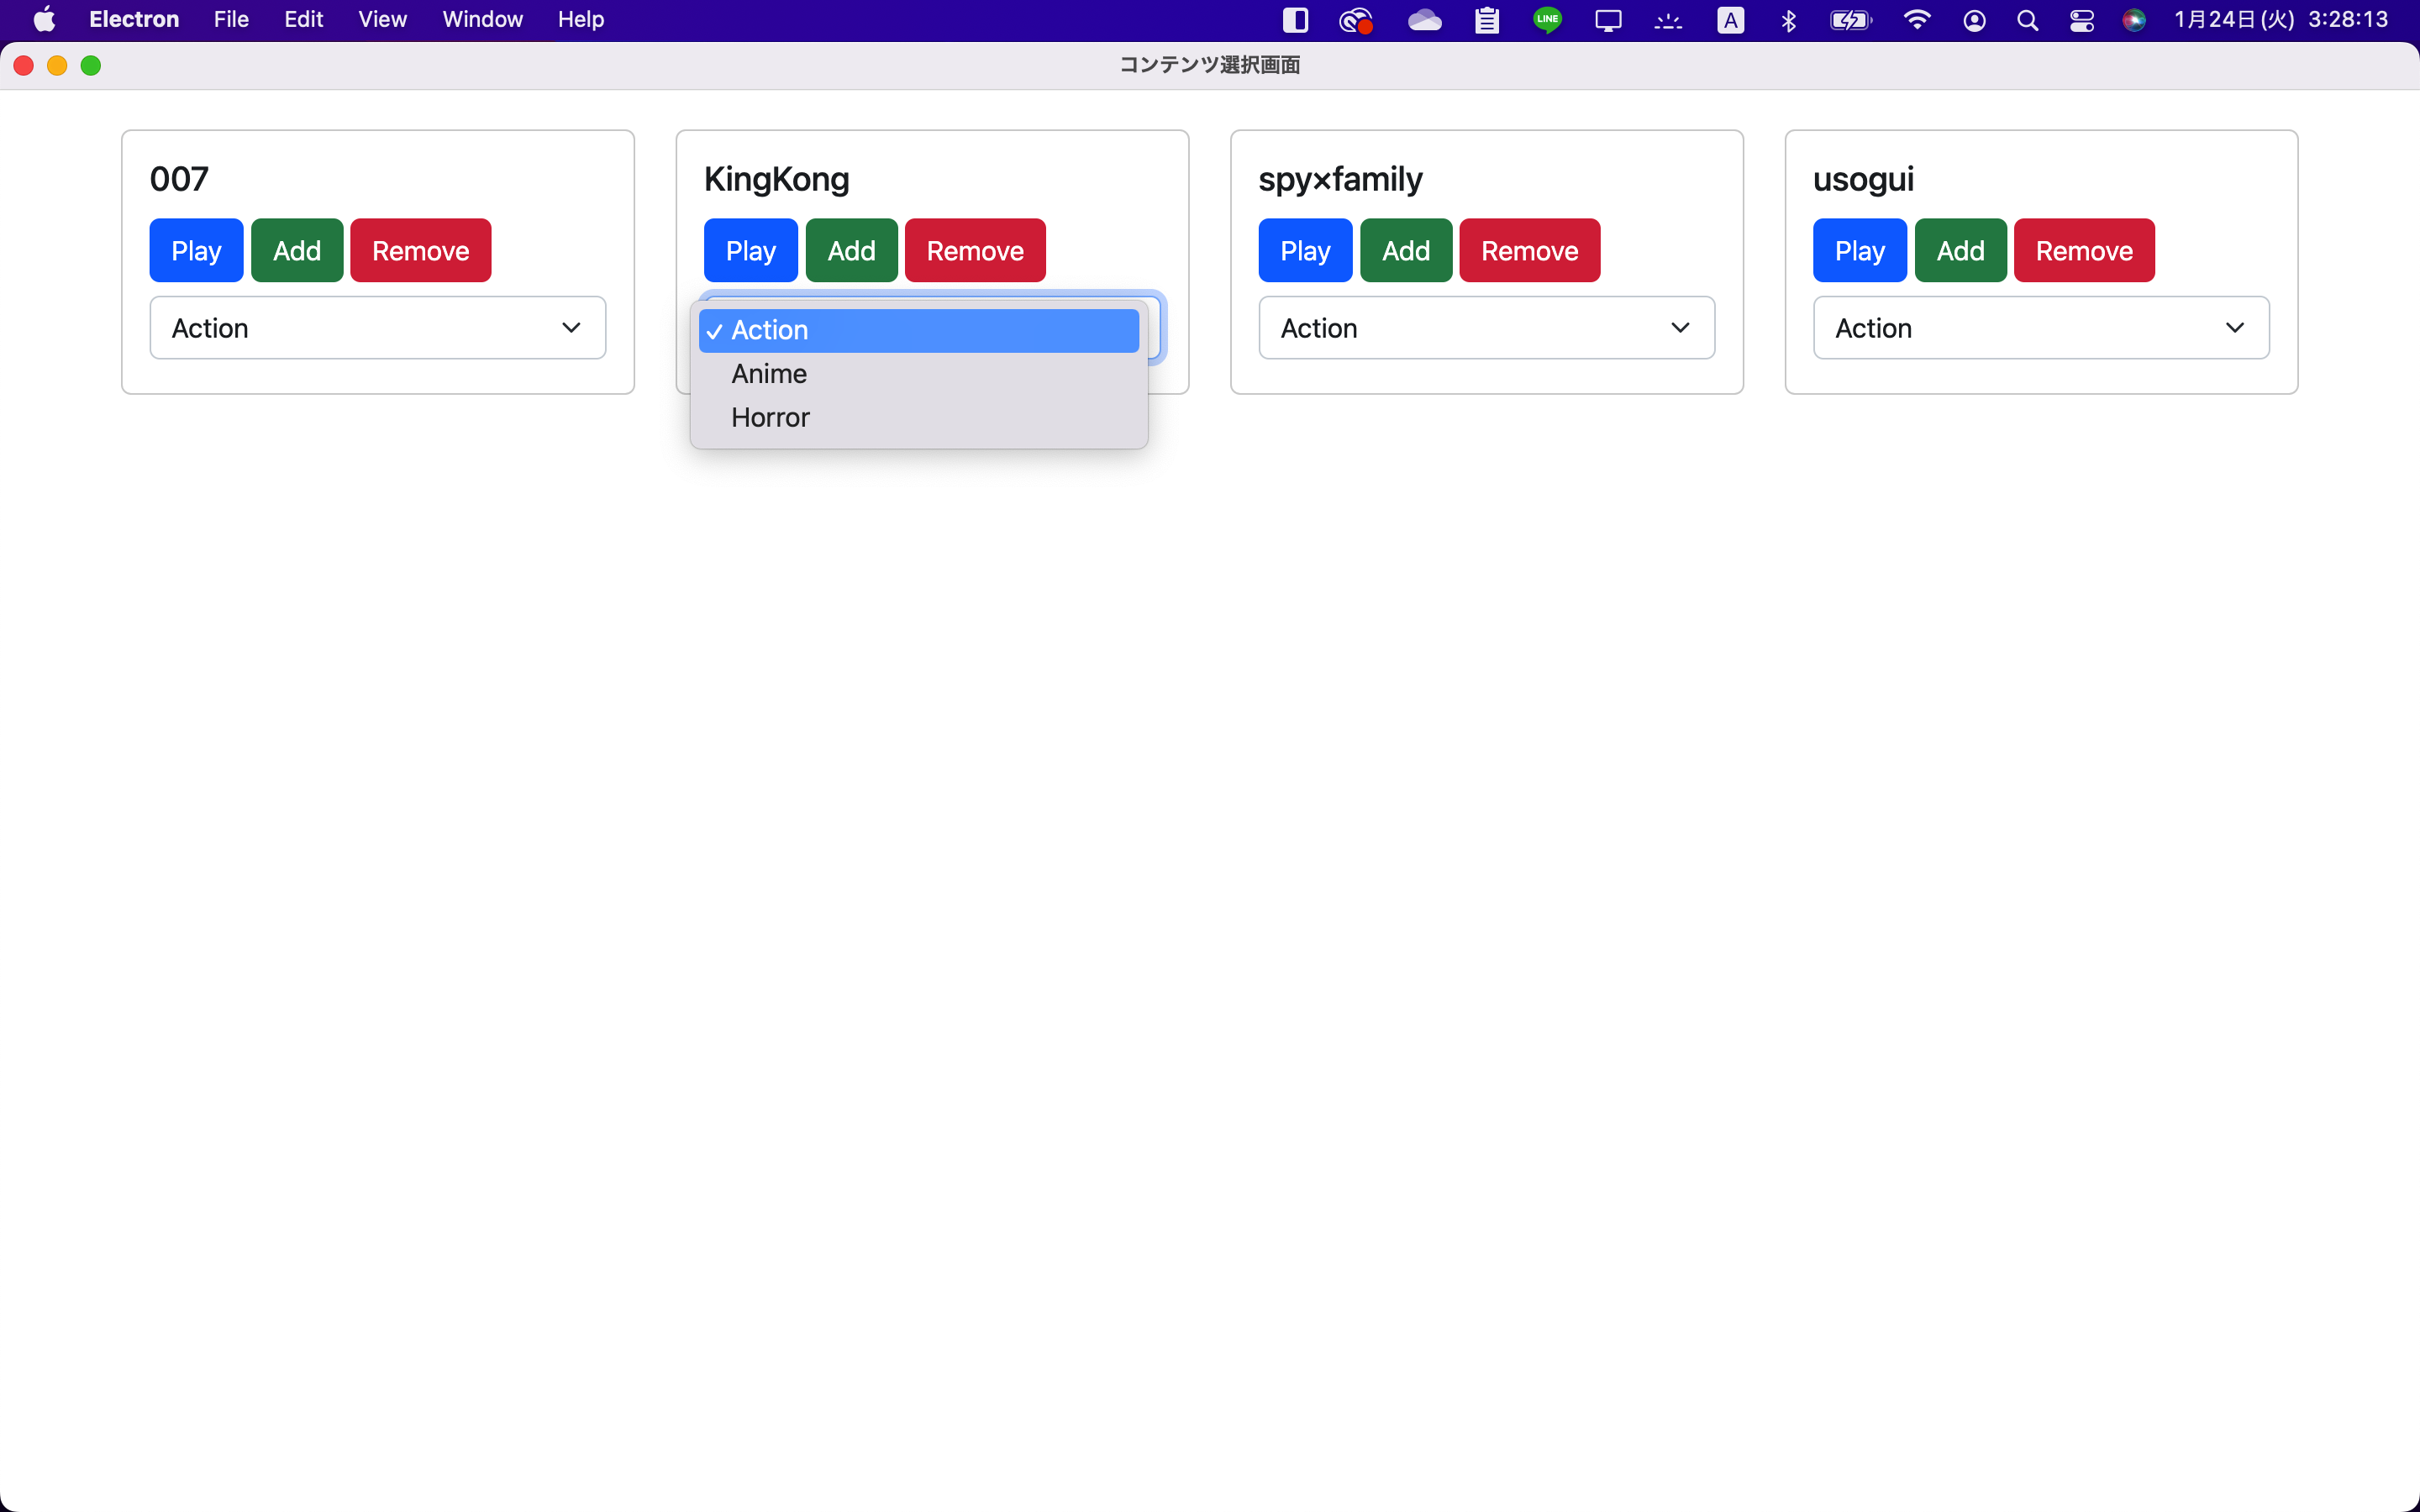 Electron File Edit View Window Help LINE A 1月24日(火) 3:28:13
コンテンツ選択画面
007
Play Add Remove
Action
KingKong
Play Add Remove
✓ Action
Anime
Horror
spy×family
Play Add Remove
Action
usogui
Play Add Remove
Action